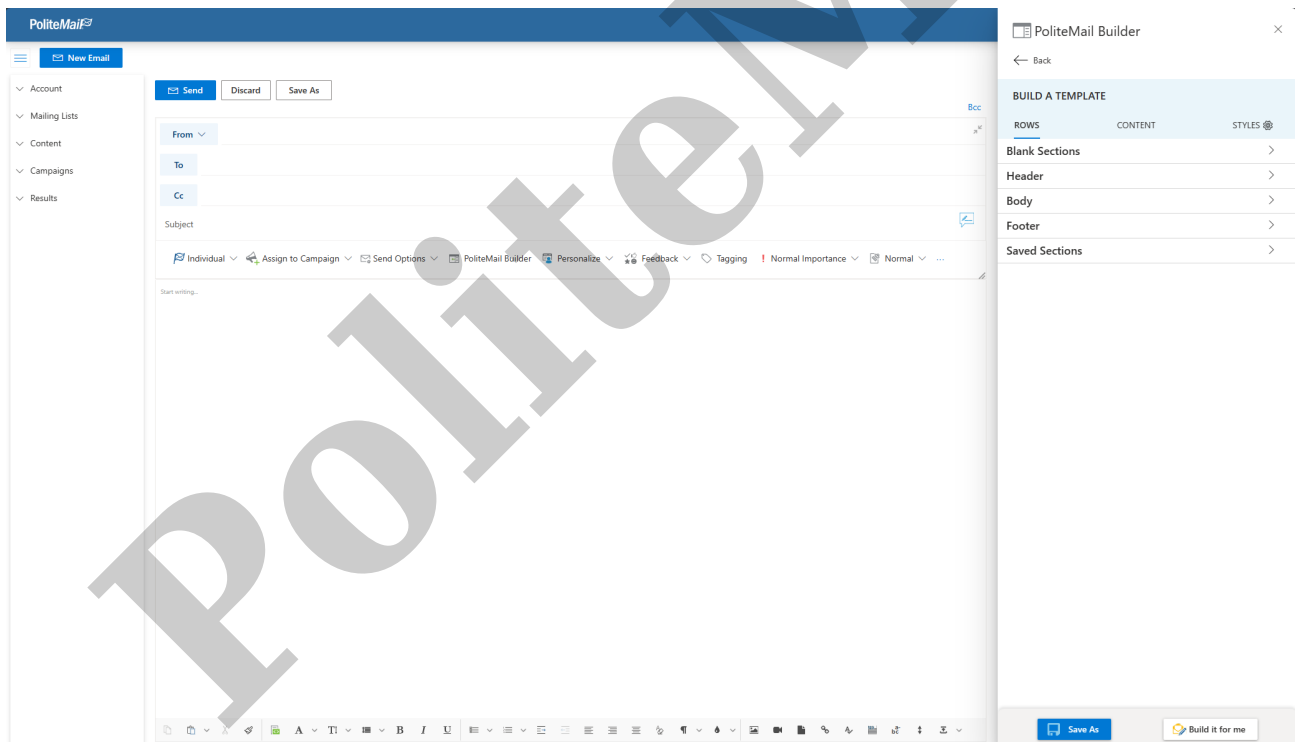 PoliteMail
PoliteMail Builder
New Email
Back
Account
Mailing Lists
Content
Campaigns
Results
Send Discard Save As
Bcc
From
To
Cc
Subject
Individual Assign to Campaign Send Options PoliteMail Builder Personalize Feedback Tagging ! Normal Importance Normal ...
Start writing...
BUILD A TEMPLATE
ROWS CONTENT STYLES
Blank Sections
Header
Body
Footer
Saved Sections
A TI B I U
Save As Build it for me
PoliteM